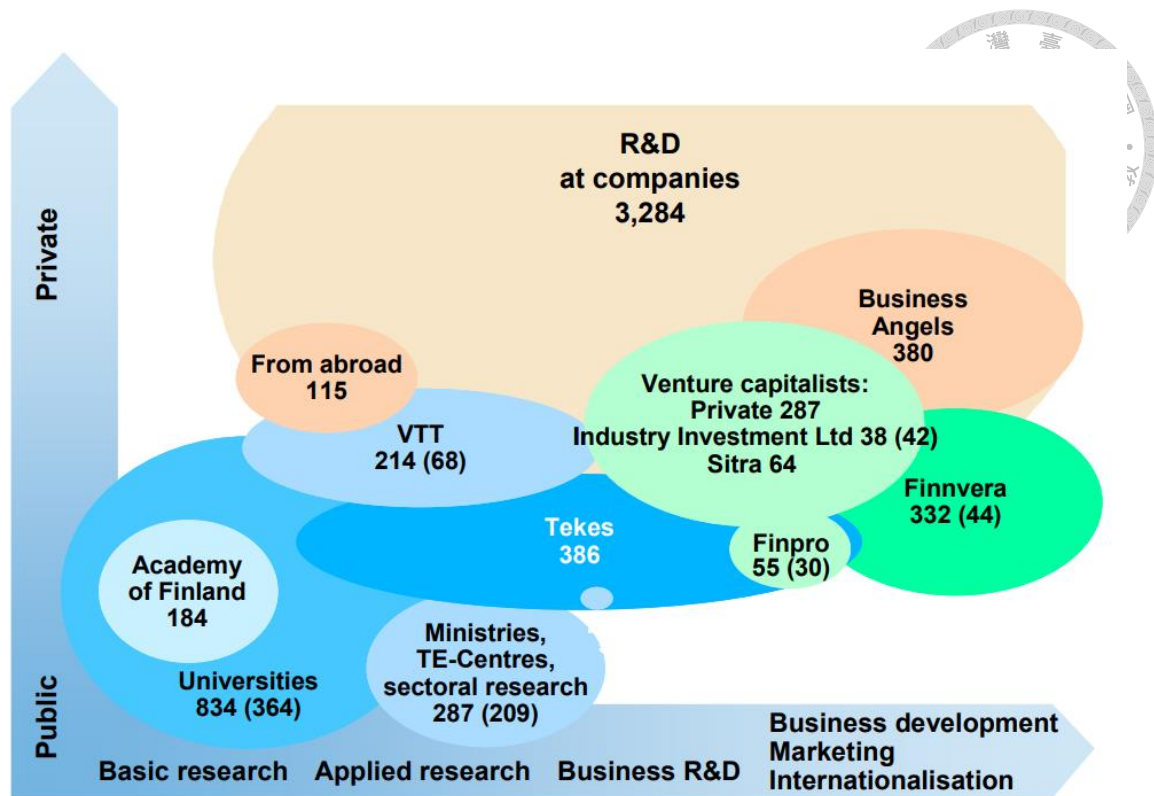 灣 臺
Private
R&D
at companies
3,284
Business
Angels
380
From abroad
115
Venture capitalists:
Private 287
Industry Investment Ltd 38 (42)
Sitra 64
VTT
214 (68)
Finnvera
332 (44)
Tekes
386
Finpro
55 (30)
Academy
of Finland
184
Ministries,
TE-Centres,
sectoral research
287 (209)
Universities
834 (364)
Public
Basic research
Applied research
Business R&D
Business development
Marketing
Internationalisation